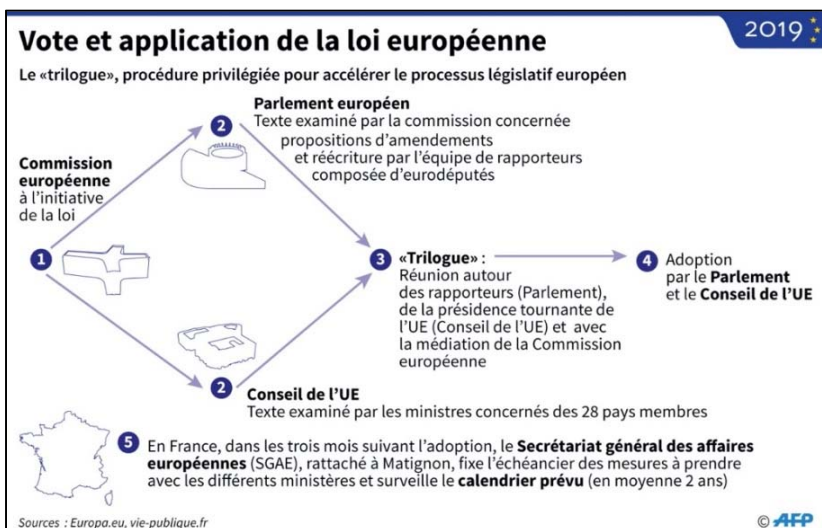 Vote et application de la loi européenne
2019
Le «trilogue», procédure privilégiée pour accélérer le processus législatif européen
Commission
européenne
à l'initiative
de la loi
1
2
Parlement européen
Texte examiné par la commission concernée
propositions d'amendements
et réécriture par l'équipe de rapporteurs
composée d'eurodéputés
2
Conseil de l'UE
Texte examiné par les ministres concernés des 28 pays membres
3
«Trilogue» :
Réunion autour
des rapporteurs (Parlement),
de la présidence tournante de
l'UE (Conseil de l'UE) et avec
la médiation de la Commission
européenne
4
Adoption
par le Parlement
et le Conseil de l'UE
5
En France, dans les trois mois suivant l'adoption, le Secrétariat général des affaires
européennes (SGAE), rattaché à Matignon, fixe l'échéancier des mesures à prendre
avec les différents ministères et surveille le calendrier prévu (en moyenne 2 ans)
Sources : Europa.eu, vie-publique.fr
© AFP